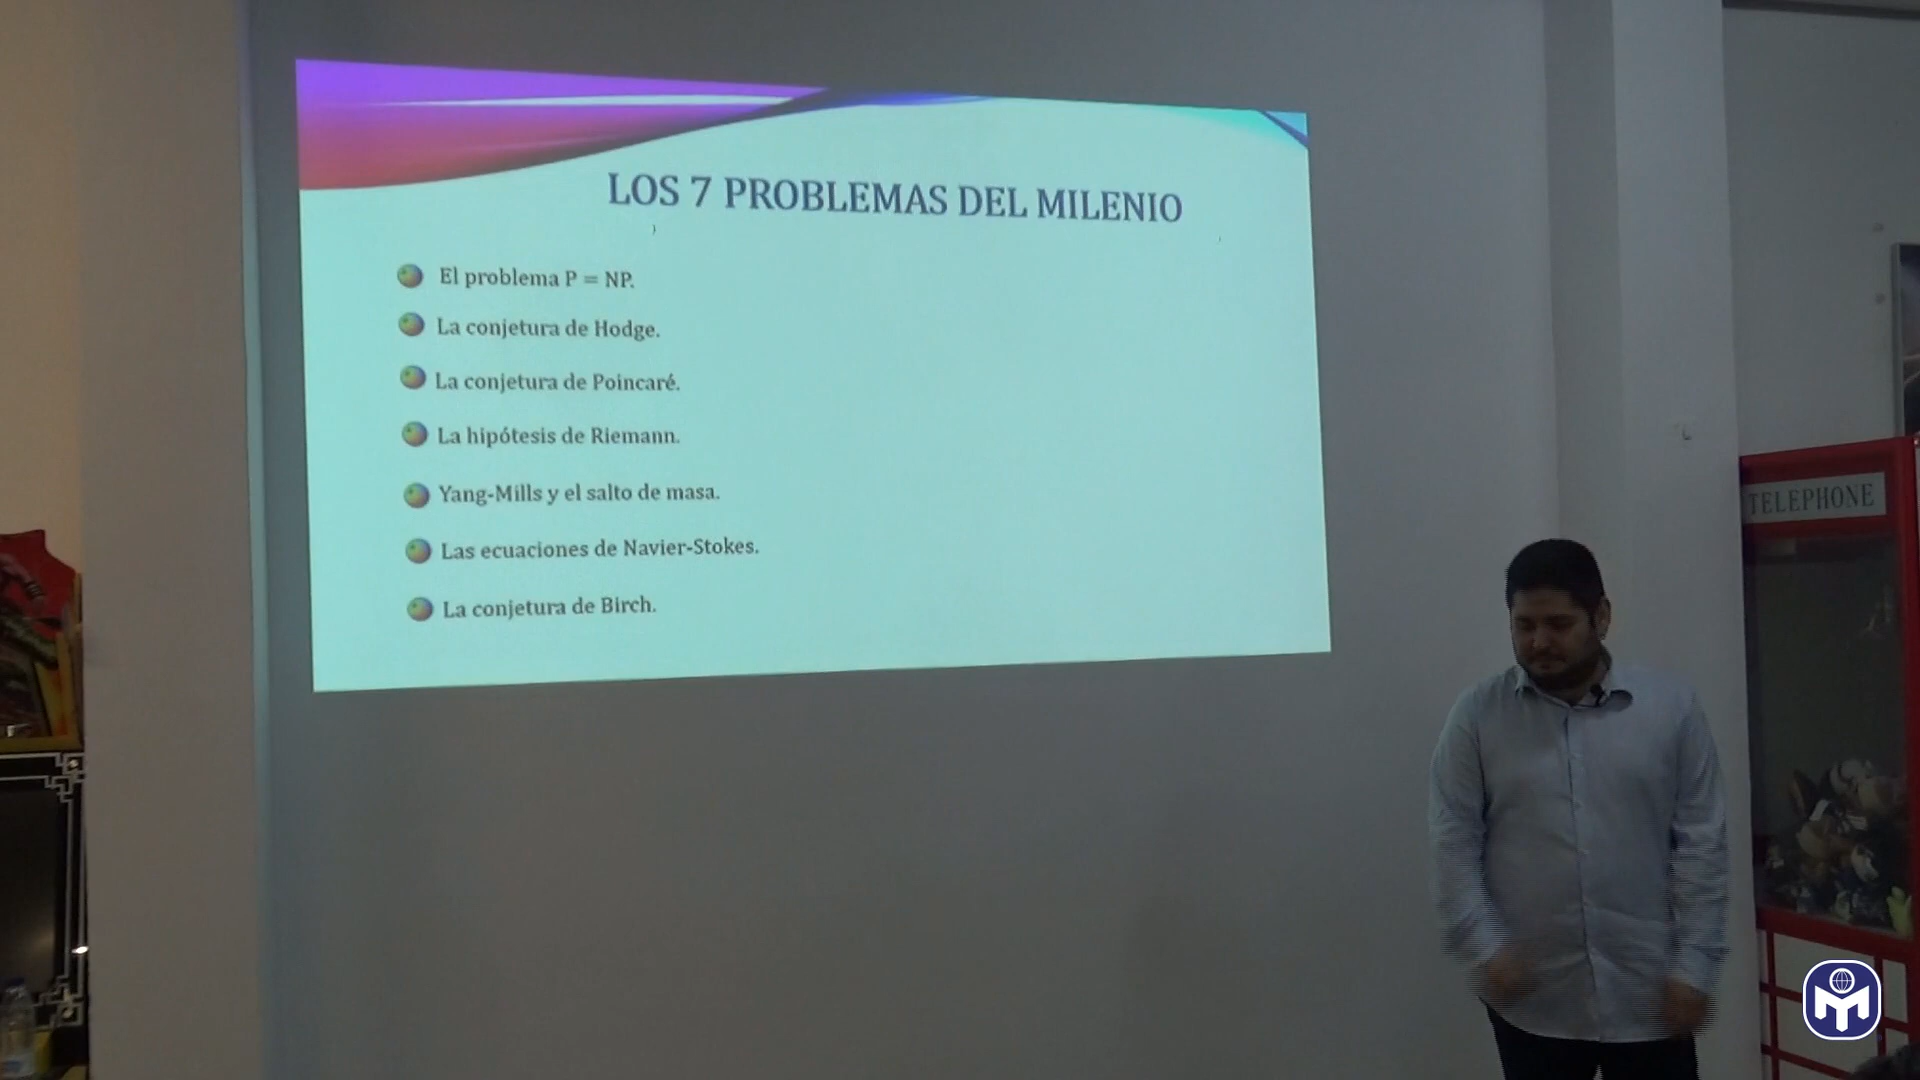 LOS 7 PROBLEMAS DEL MILENIO
El problema P = NP.
La conjetura de Hodge.
La conjetura de Poincaré.
La hipótesis de Riemann.
Yang-Mills y el salto de masa.
Las ecuaciones de Navier-Stokes.
La conjetura de Birch.
TELEPHONE